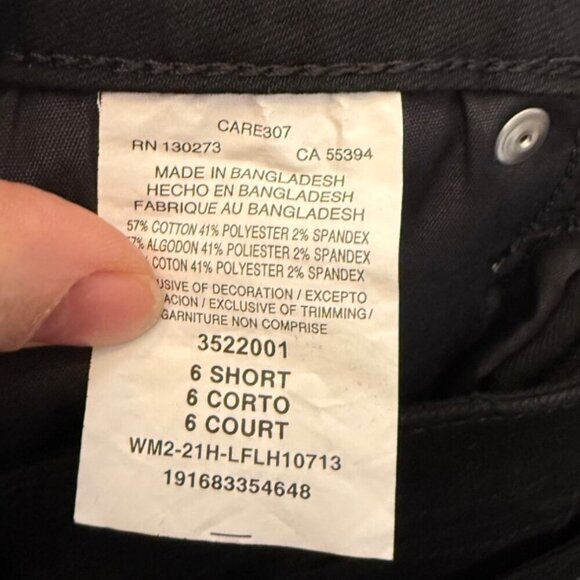 CARE307
RN 130273 CA 55394
MADE IN BANGLADESH
HECHO EN BANGLADESH
FABRIQUE AU BANGLADESH
57% COTTON 41% POLYESTER 2% SPANDEX
ALGODON 41% POLIESTER 2% SPANDEX
COTON 41% POLYESTER 2% SPANDEX
OF DECORATION / EXCEPTO
/ EXCLUSIVE OF TRIMMING/
GARNITURE NON COMPRISE
3522001
6 SHORT
6 CORTO
6 COURT
WM2-21H-LFLH10713
191683354648